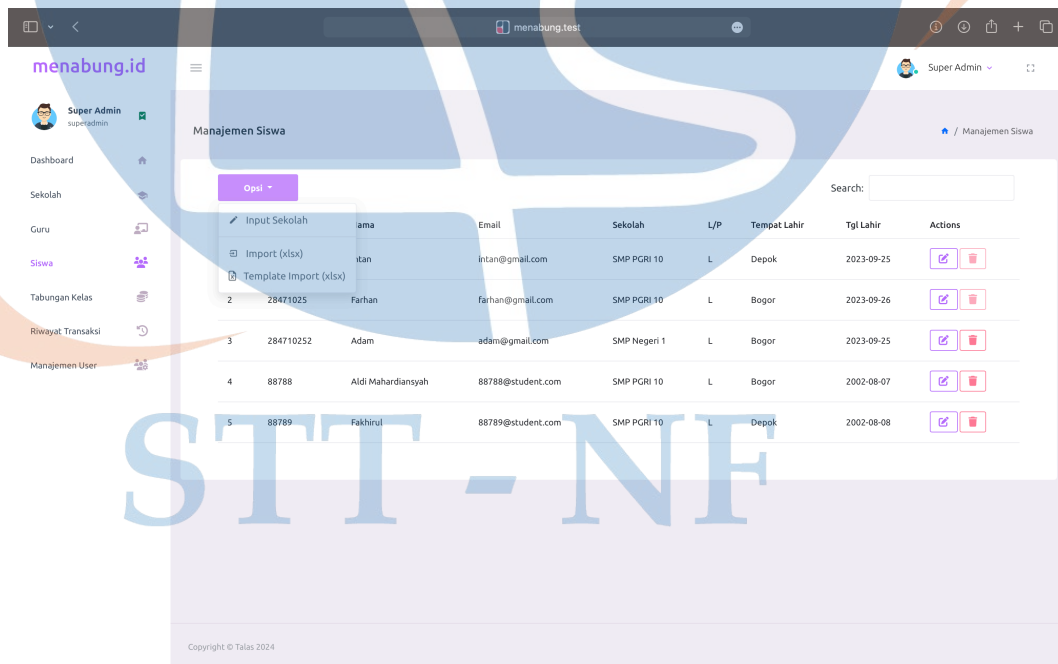 menabung.test
menabung.id
Super Admin
Super Admin
superadmin
Manajemen Siswa
/ Manajemen Siswa
Dashboard
Sekolah
Guru
Siswa
Tabungan Kelas
Riwayat Transaksi
Manajemen User
Opsi
Search:
Input Sekolah
Import (xlsx)
Template Import (xlsx)
Email Sekolah L/P Tempat Lahir Tgl Lahir Actions
intan@gmail.com SMP PGRI 10 L Depok 2023-09-25
2 28471025 Farhan farhan@gmail.com SMP PGRI 10 L Bogor 2023-09-26
3 284710252 Adam adam@gmail.com SMP Negeri 1 L Bogor 2023-09-25
4 88788 Aldi Mahardiansyah 88788@student.com SMP PGRI 10 L Bogor 2002-08-07
5 88789 Fakhirul 88789@student.com SMP PGRI 10 L Depok 2002-08-08
STT - NF
Copyright © Talas 2024